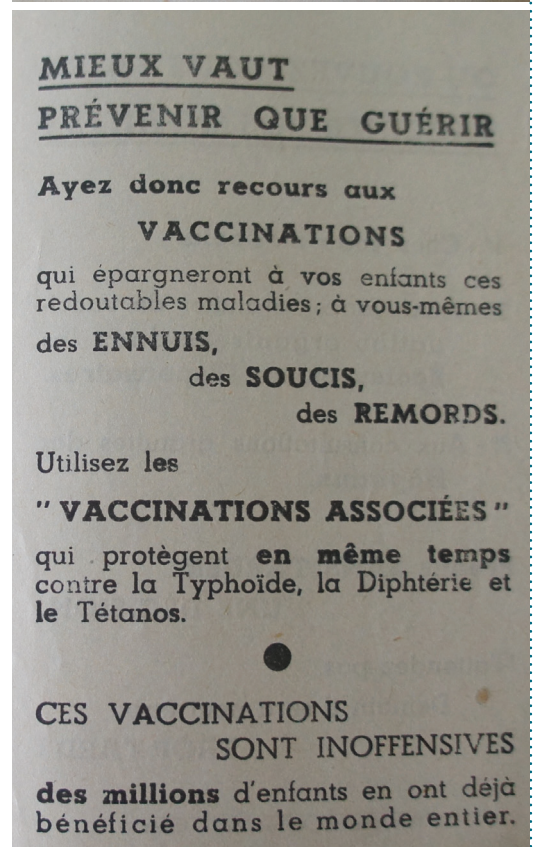 MIEUX VAUT
PRÉVENIR QUE GUÉRIR
Ayez donc recours aux
VACCINATIONS
qui épargneront à vos enfants ces
redoutables maladies ; à vous-mêmes
des ENNUIS,
des SOUCIS,
des REMORDS.
Utilisez les
" VACCINATIONS ASSOCIÉES "
qui protègent en même temps
contre la Typhoïde, la Diphtérie et
le Tétanos.
CES VACCINATIONS
SONT INOFFENSIVES
des millions d'enfants en ont déjà
bénéficié dans le monde entier.